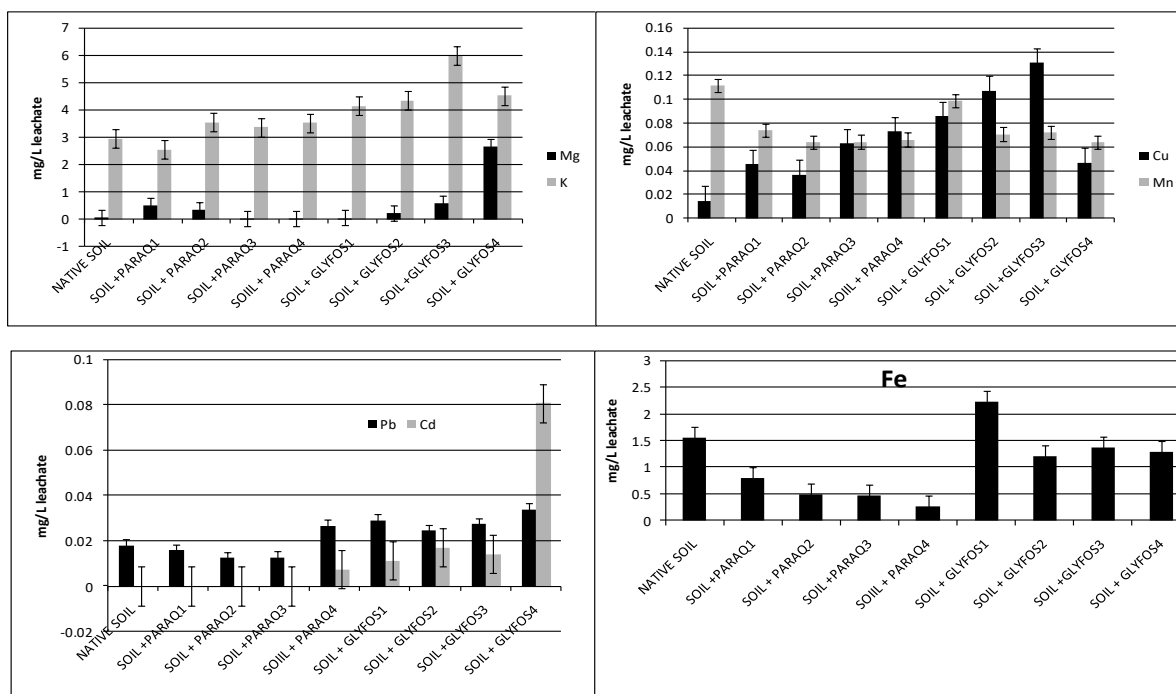 7
6
5
4
3
2
1
0
-1
mg/L leachate
Mg
K
NATIVE SOIL
SOIL +PARAQ1
SOIL + PARAQ2
SOIL +PARAQ3
SOIIL + PARAQ4
SOIL + GLYFOS1
SOIL + GLYFOS2
SOIL +GLYFOS3
SOIL + GLYFOS4
0.16
0.14
0.12
0.1
0.08
0.06
0.04
0.02
0
mg/L leachate
Cu
Mn
NATIVE SOIL
SOIL +PARAQ1
SOIL + PARAQ2
SOIL +PARAQ3
SOIIL + PARAQ4
SOIL + GLYFOS1
SOIL + GLYFOS2
SOIL +GLYFOS3
SOIL + GLYFOS4
0.1
0.08
0.06
0.04
0.02
0
-0.02
mg/L leachate
Pb
Cd
NATIVE SOIL
SOIL +PARAQ1
SOIL + PARAQ2
SOIL +PARAQ3
SOIIL + PARAQ4
SOIL + GLYFOS1
SOIL + GLYFOS2
SOIL +GLYFOS3
SOIL + GLYFOS4
Fe
3
2.5
2
1.5
1
0.5
0
mg/L leachate
NATIVE SOIL
SOIL +PARAQ1
SOIL + PARAQ2
SOIL +PARAQ3
SOIIL + PARAQ4
SOIL + GLYFOS1
SOIL + GLYFOS2
SOIL +GLYFOS3
SOIL + GLYFOS4